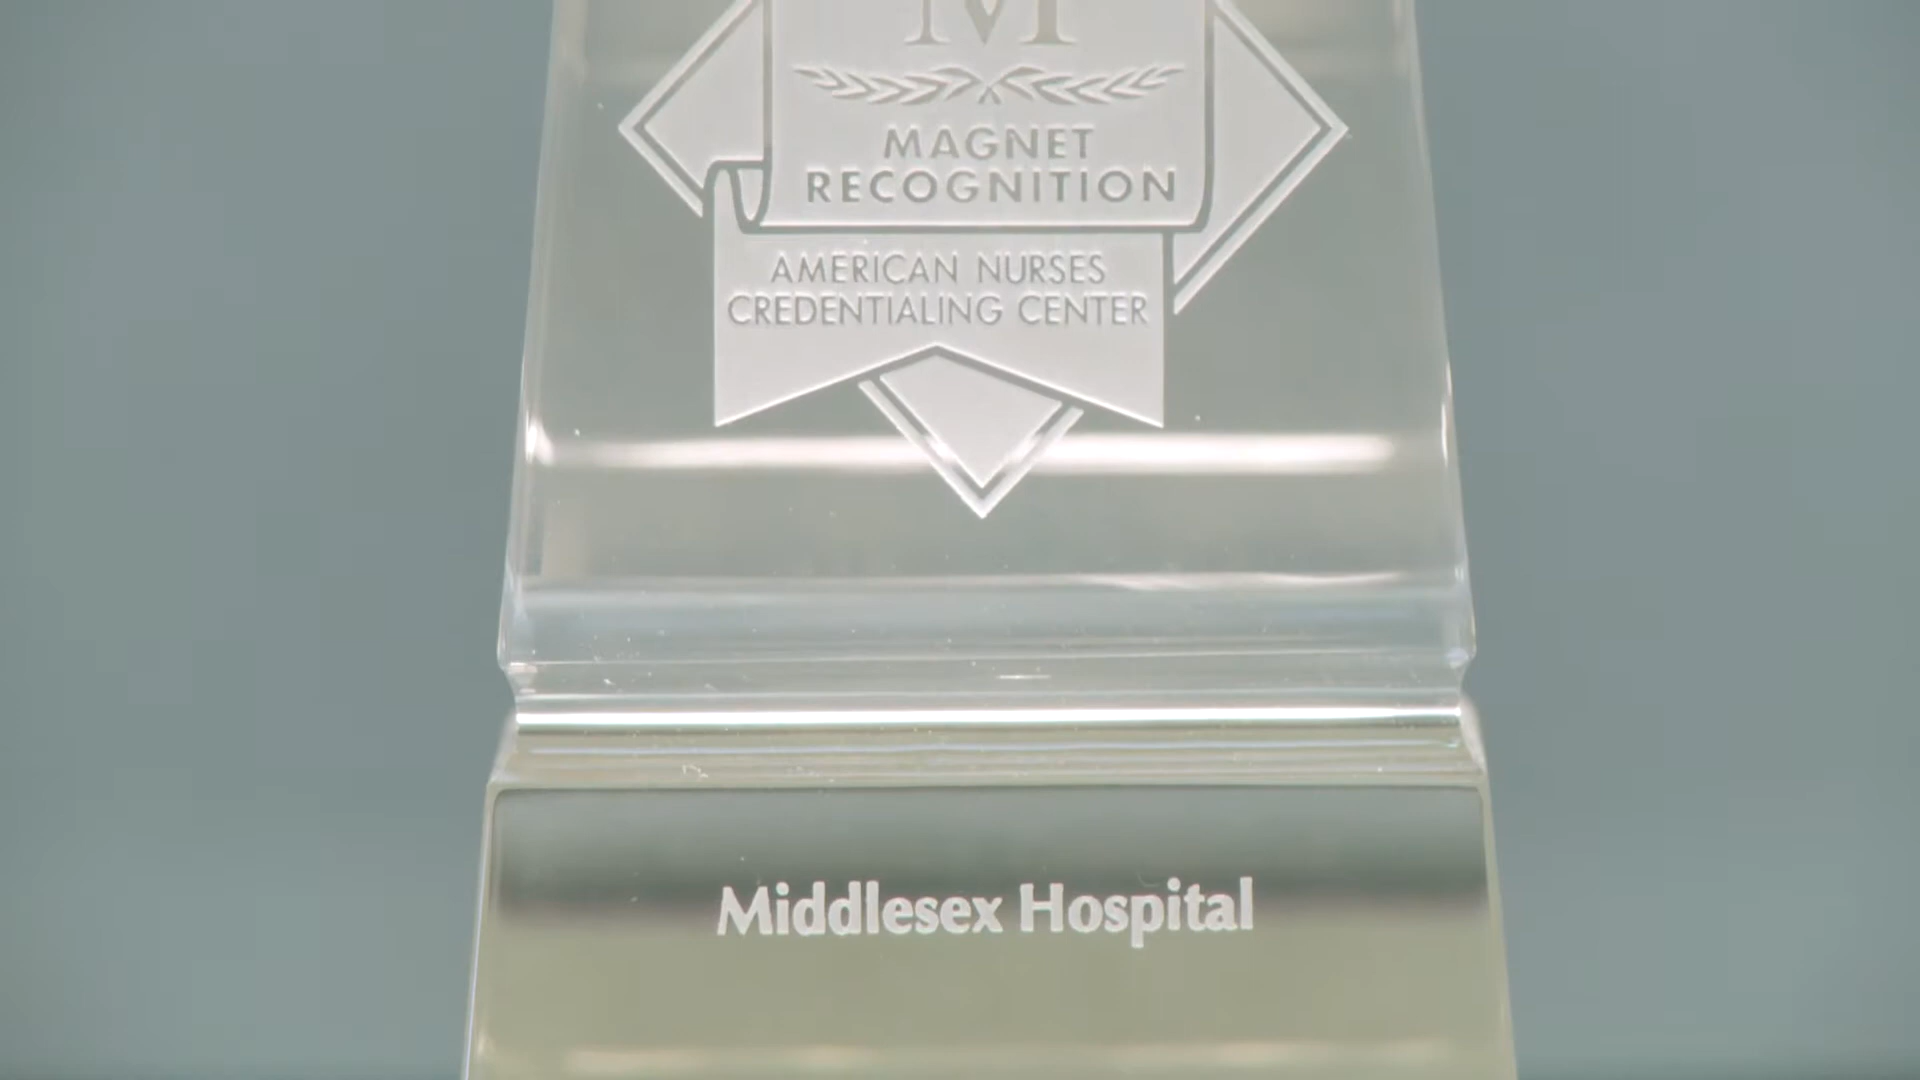 M
MAGNET
RECOGNITION
AMERICAN NURSES
CREDENTIALING CENTER
Middlesex Hospital